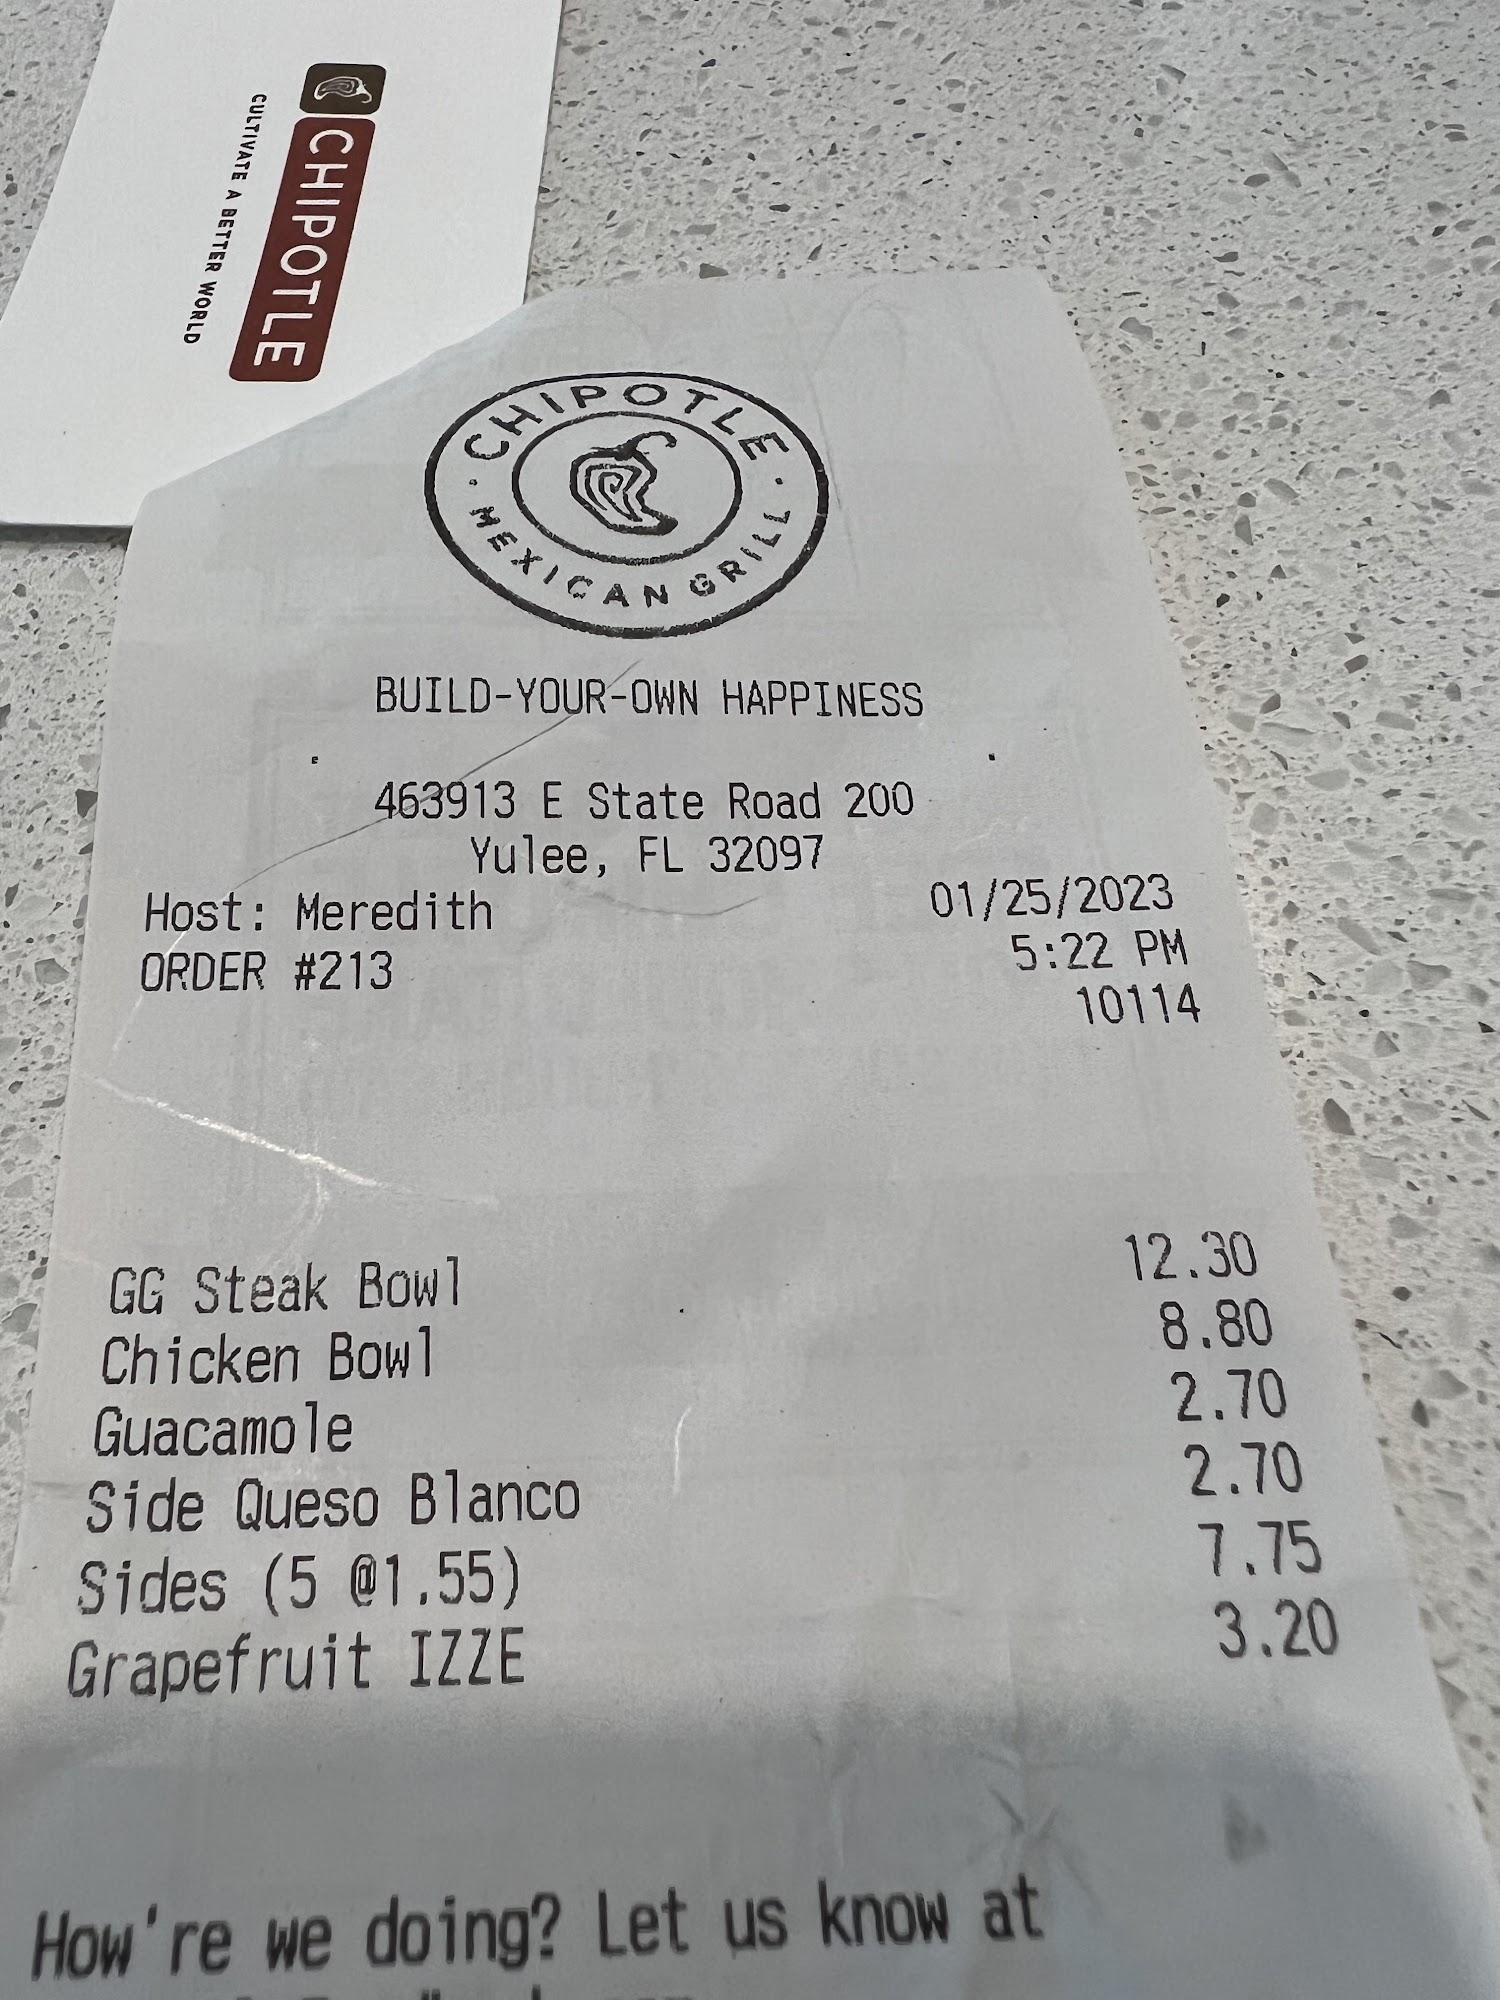 CHIPOTLE
CULTIVATE A BETTER WORLD
CHIPOTLE
MEXICAN GRILL
BUILD-YOUR-OWN HAPPINESS
463913 E State Road 200
Yulee, FL 32097
Host: Meredith 01/25/2023
ORDER #213 5:22 PM
10114
GG Steak Bowl 12.30
Chicken Bowl 8.80
Guacamole 2.70
Side Queso Blanco 2.70
Sides (5 @1.55) 7.75
Grapefruit IZZE 3.20
How're we doing? Let us know at